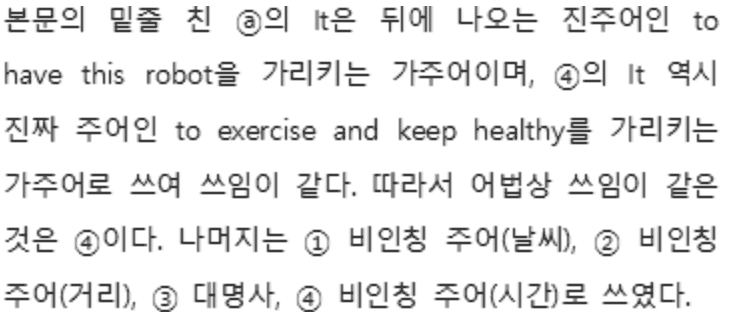 본문의 밑줄 친 ⓐ의 It은 뒤에 나오는 진주어인 to
have this robot을 가리키는 가주어이며, ④의 It 역시
진짜 주어인 to exercise and keep healthy를 가리키는
가주어로 쓰여 쓰임이 같다. 따라서 어법상 쓰임이 같은
것은 ④이다. 나머지는 ① 비인칭 주어(날씨), ② 비인칭
주어(거리), ③ 대명사, ④ 비인칭 주어(시간)로 쓰였다.